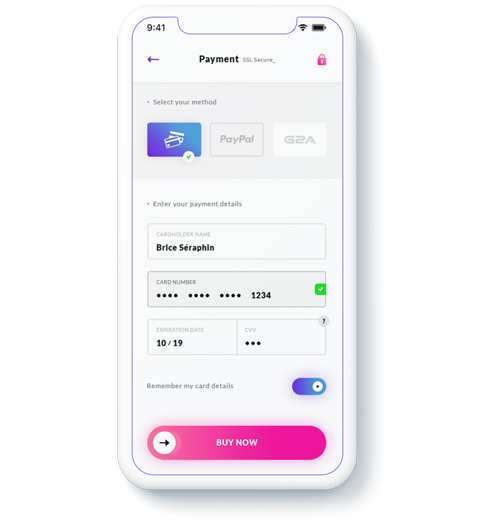 9:41
Payment SSL Secure_
• Select your method
PayPal
G2A
• Enter your payment details
CARDHOLDER NAME
Brice Séraphin
CARD NUMBER
•••• •••• •••• 1234
?
EXPIRATION DATE CVV
10 / 19 •••
Remember my card details
BUY NOW